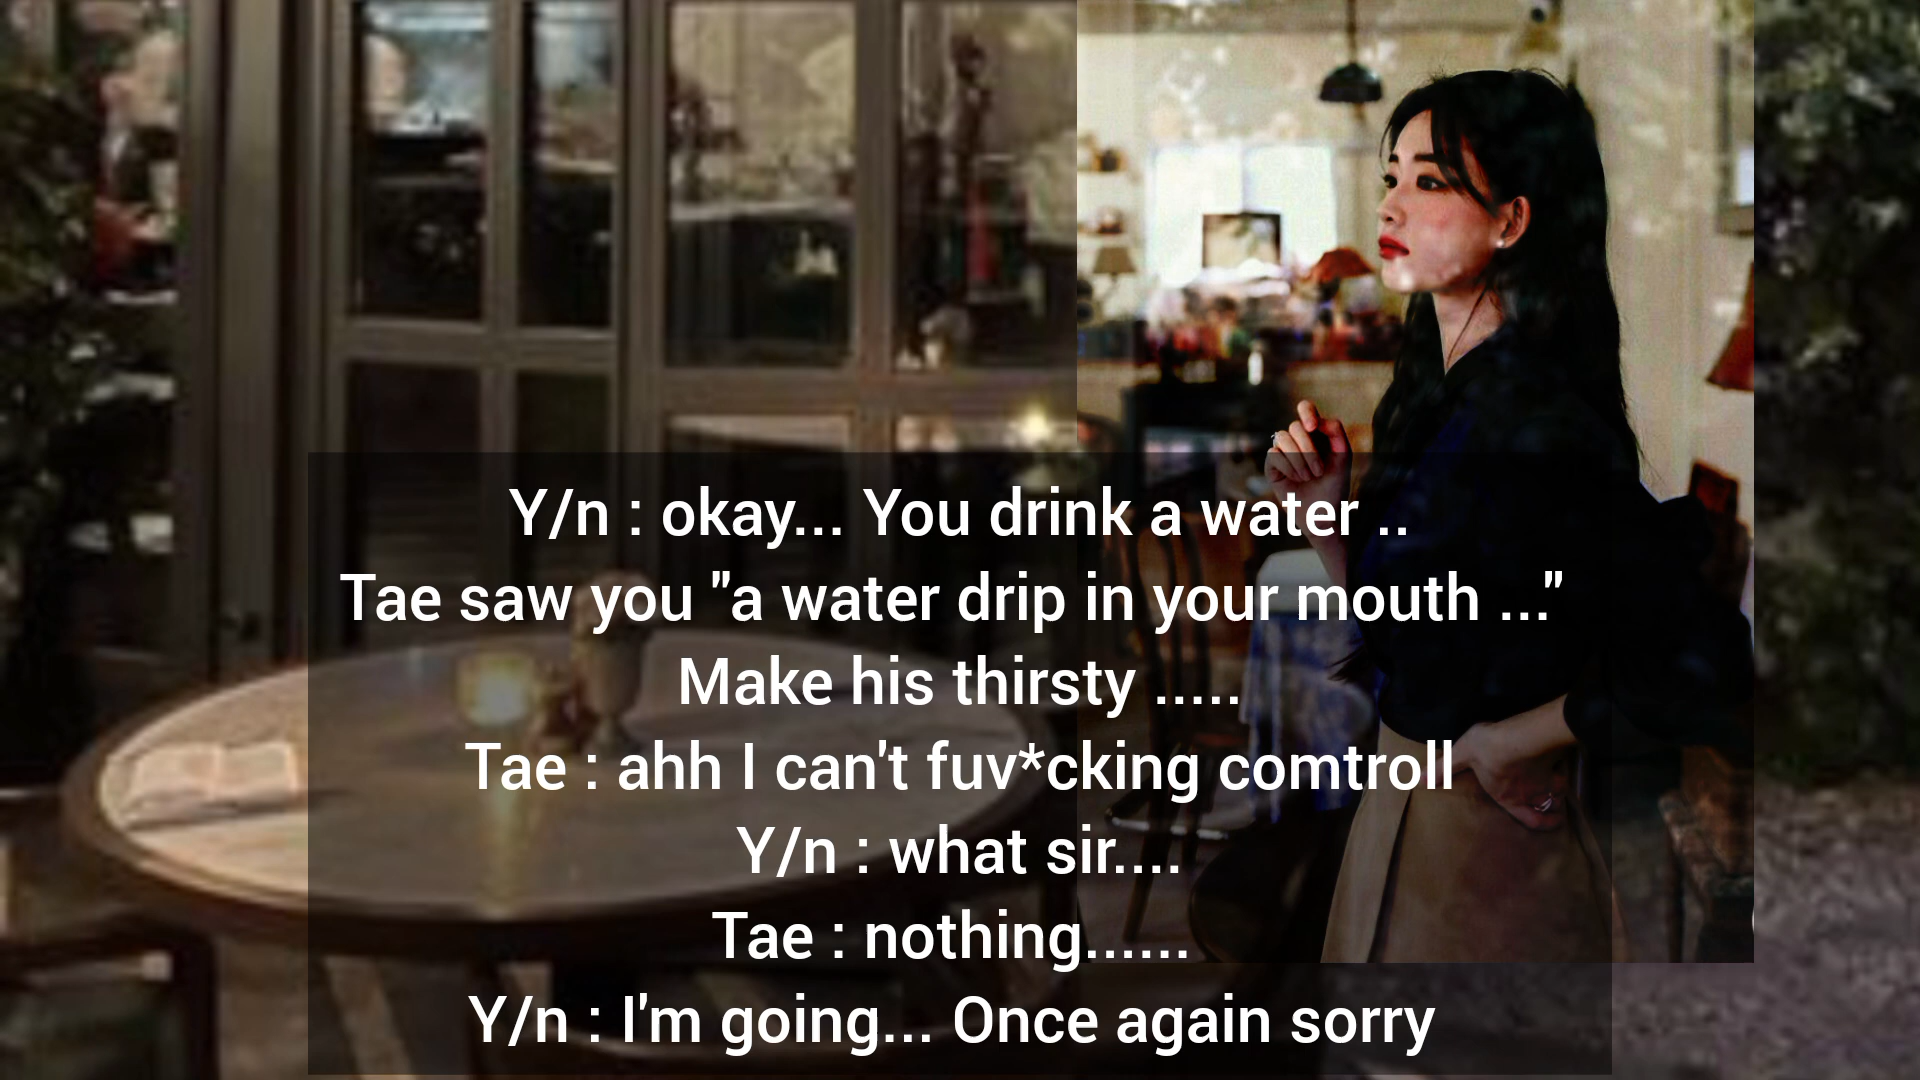 Y/n : okay... You drink a water ..
Tae saw you "a water drip in your mouth ..."
Make his thirsty .....
Tae : ahh I can't fuv*cking comtroll
Y/n : what sir....
Tae : nothing......
Y/n : I'm going... Once again sorry